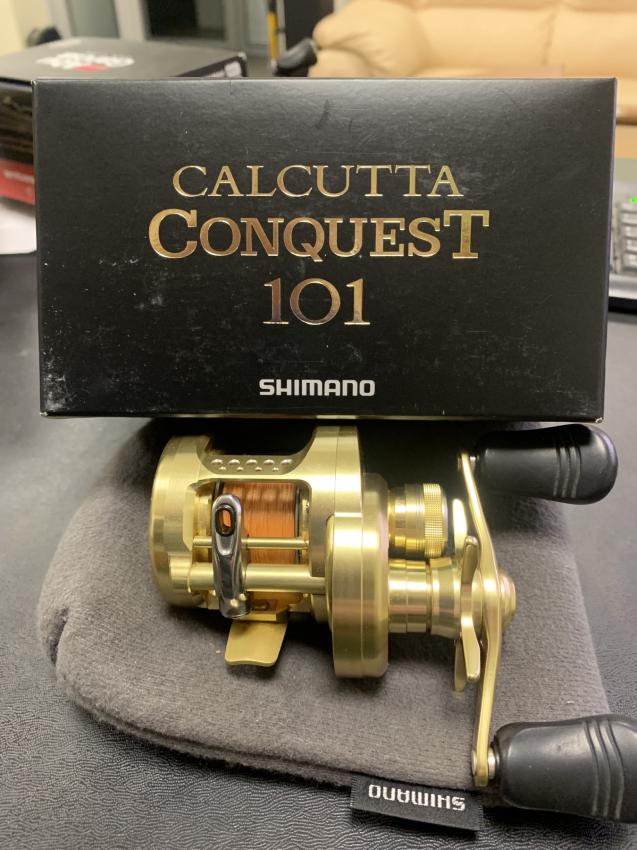 CALCUTTA
CONQUEST
101
SHIMANO
SHIMANO